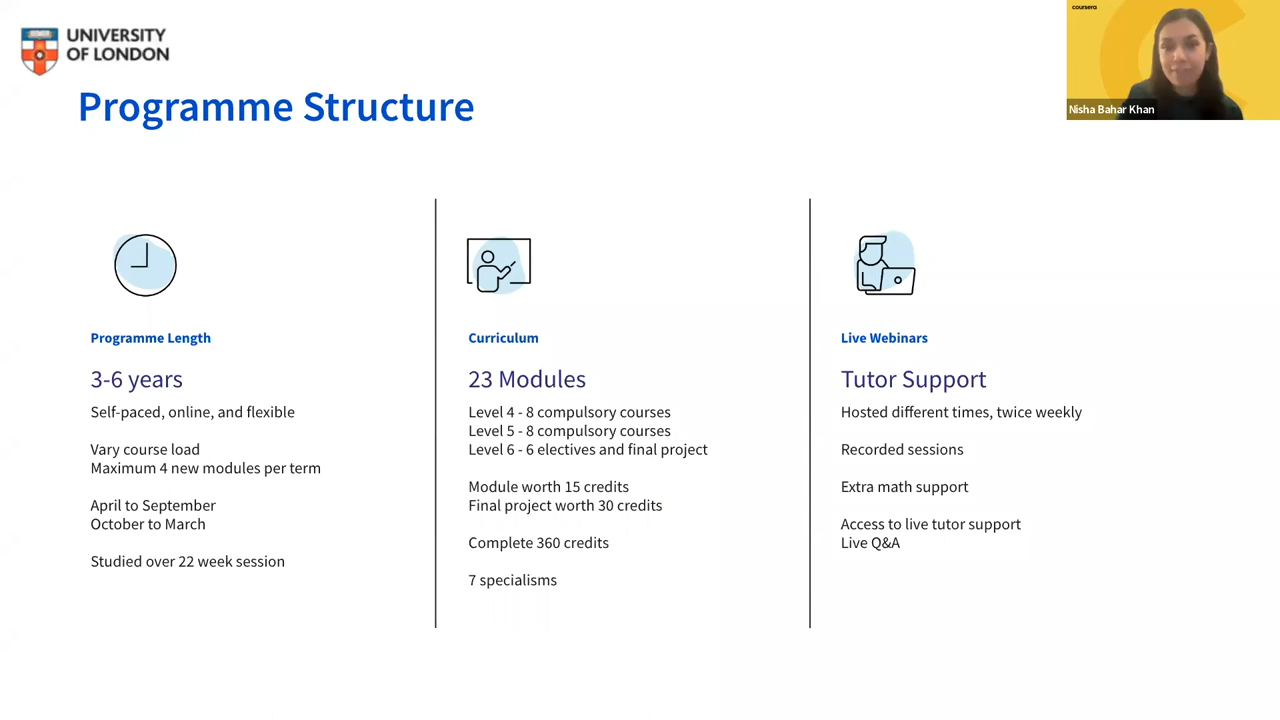 UNIVERSITY
OF LONDON
Programme Structure
coursera
Nisha Bahar Khan
Programme Length
3-6 years
Self-paced, online, and flexible
Vary course load
Maximum 4 new modules per term
April to September
October to March
Studied over 22 week session
Curriculum
23 Modules
Level 4 - 8 compulsory courses
Level 5 - 8 compulsory courses
Level 6 - 6 electives and final project
Module worth 15 credits
Final project worth 30 credits
Complete 360 credits
7 specialisms
Live Webinars
Tutor Support
Hosted different times, twice weekly
Recorded sessions
Extra math support
Access to live tutor support
Live Q&A